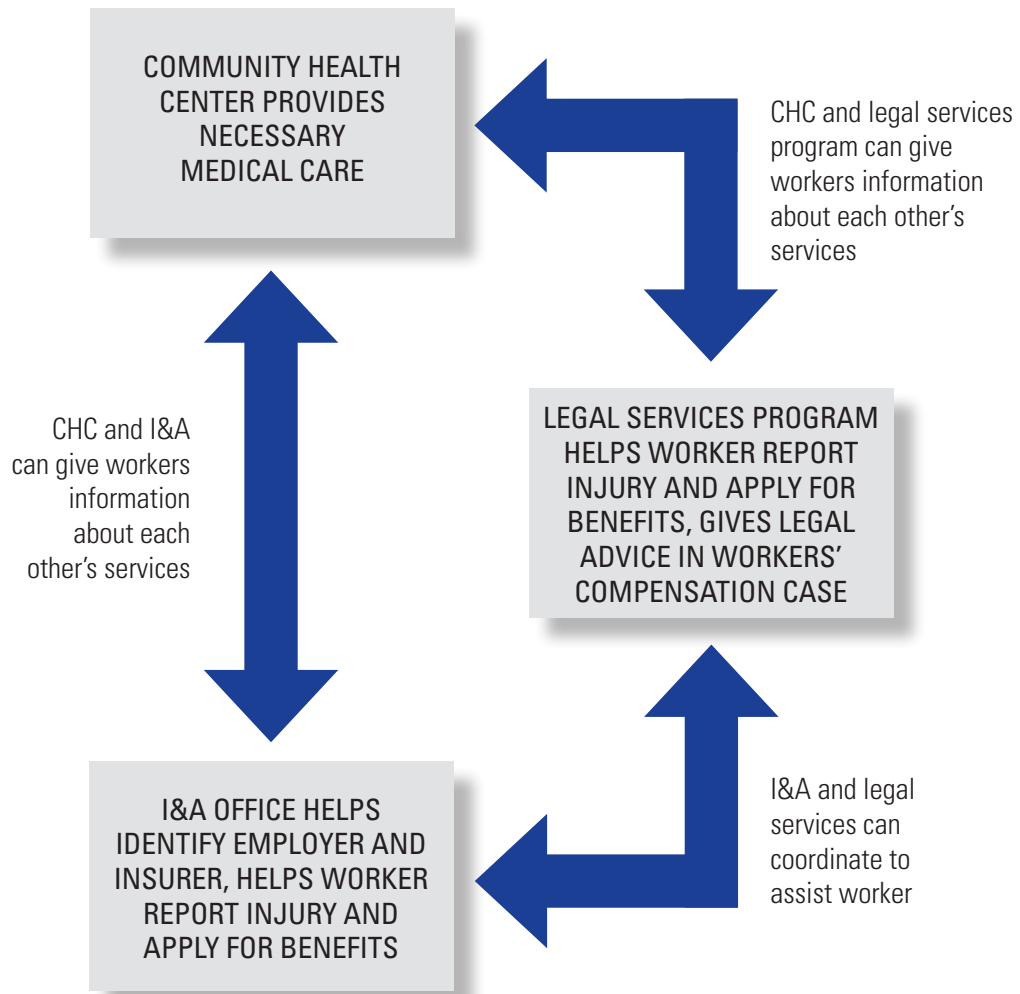 COMMUNITY HEALTH
CENTER PROVIDES
NECESSARY
MEDICAL CARE
CHC and legal services
program can give
workers information
about each other’s
services
CHC and I&A
can give workers
information
about each
other’s services
LEGAL SERVICES PROGRAM
HELPS WORKER REPORT
INJURY AND APPLY FOR
BENEFITS, GIVES LEGAL
ADVICE IN WORKERS’
COMPENSATION CASE
I&A OFFICE HELPS
IDENTIFY EMPLOYER AND
INSURER, HELPS WORKER
REPORT INJURY AND
APPLY FOR BENEFITS
I&A and legal
services can
coordinate to
assist worker